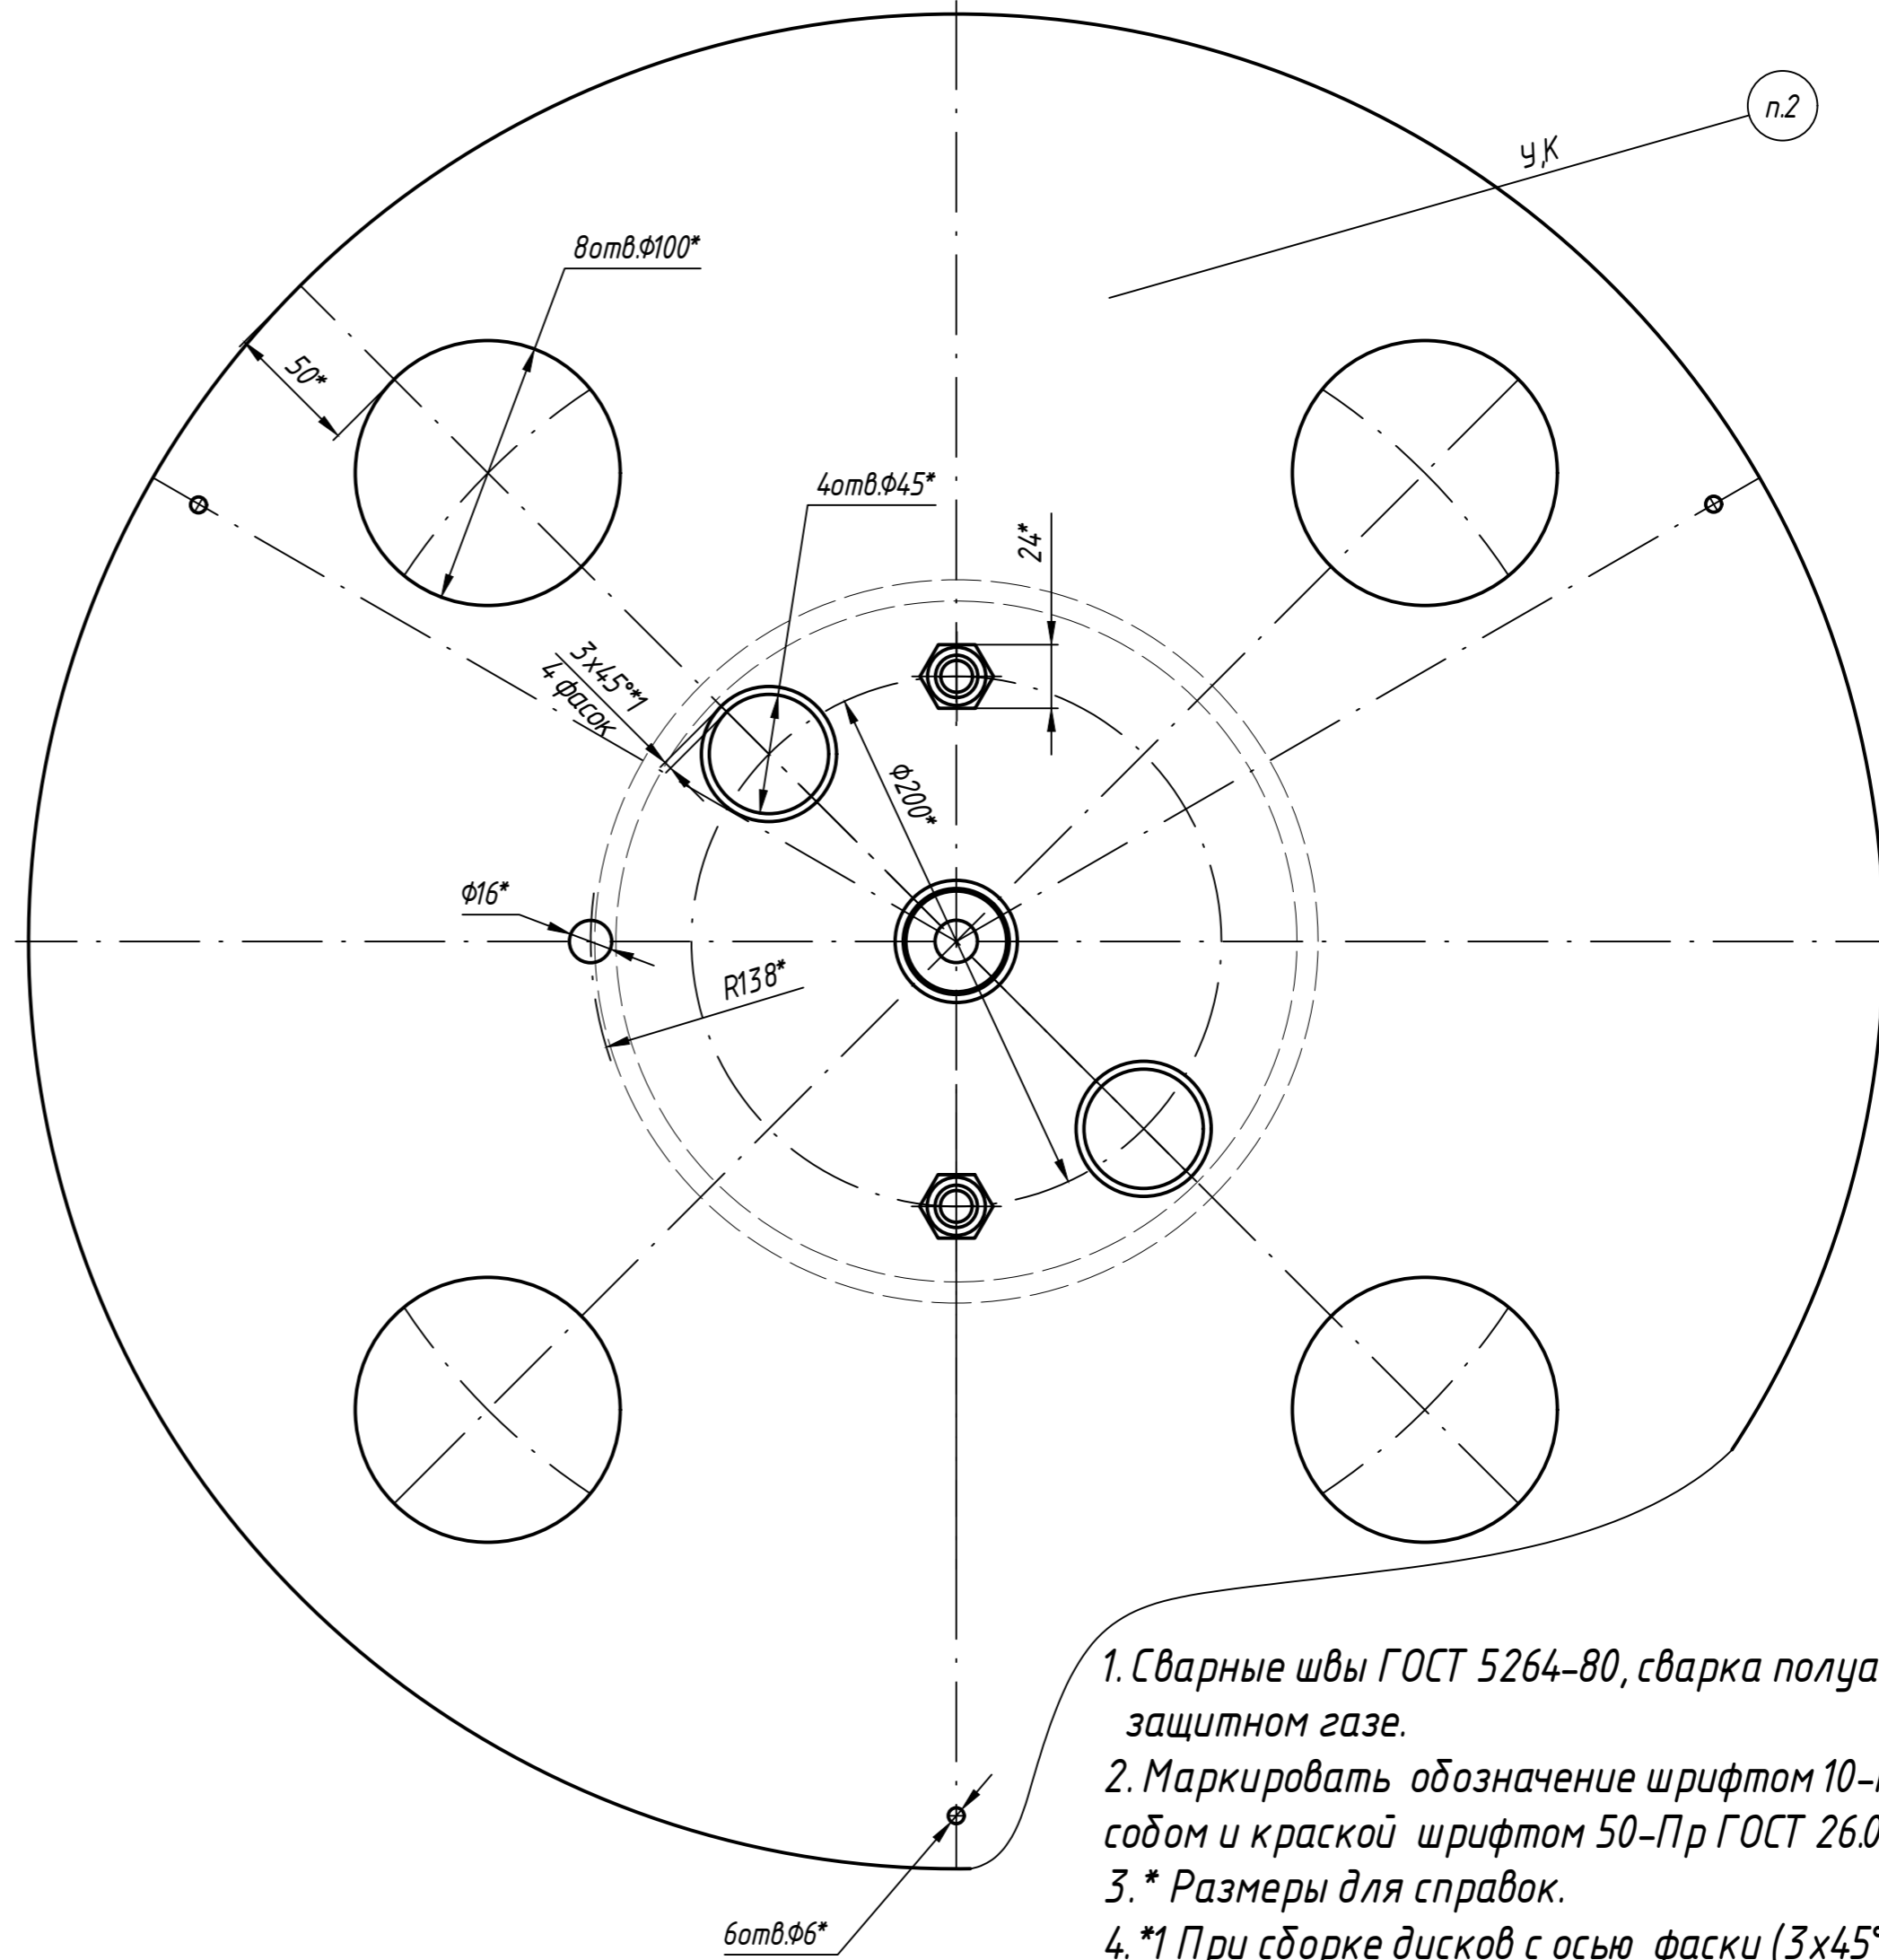 п.2
У,К
8отв.Ф100*
50*
4отв.Ф45*
24*
3х45°*1
4 фасок
Ф200*
Ф16*
R138*
1. Сварные швы ГОСТ 5264-80, сварка
защитном газе.
2. Маркировать обозначение шрифтом 10-
собом и краской шрифтом 50-Пр ГОСТ 26.0
3.* Размеры для справок.
4.*1 При сборке дисков с осью фаски (3х45°
6отв.Ф6*